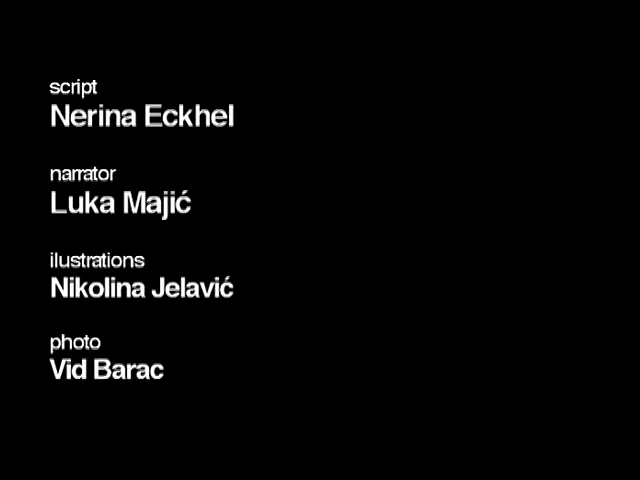 script
Nerina Eckhel
narrator
Luka Majić
ilustrations
Nikolina Jelavić
photo
Vid Barac